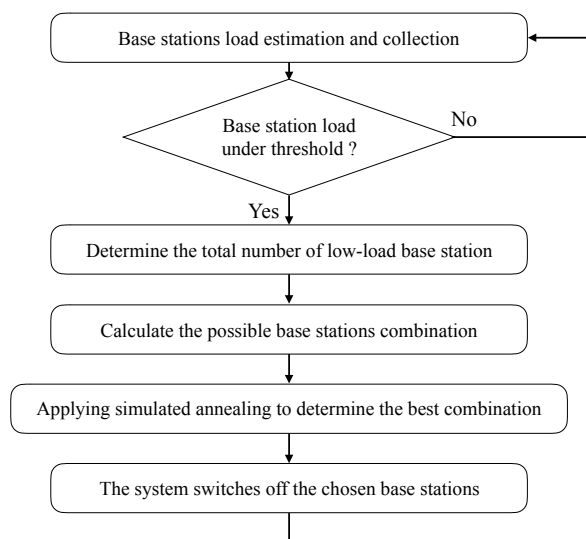 Base stations load estimation and collection
Base station load
under threshold ?
No
Yes
Determine the total number of low-load base station
Calculate the possible base stations combination
Applying simulated annealing to determine the best combination
The system switches off the chosen base stations